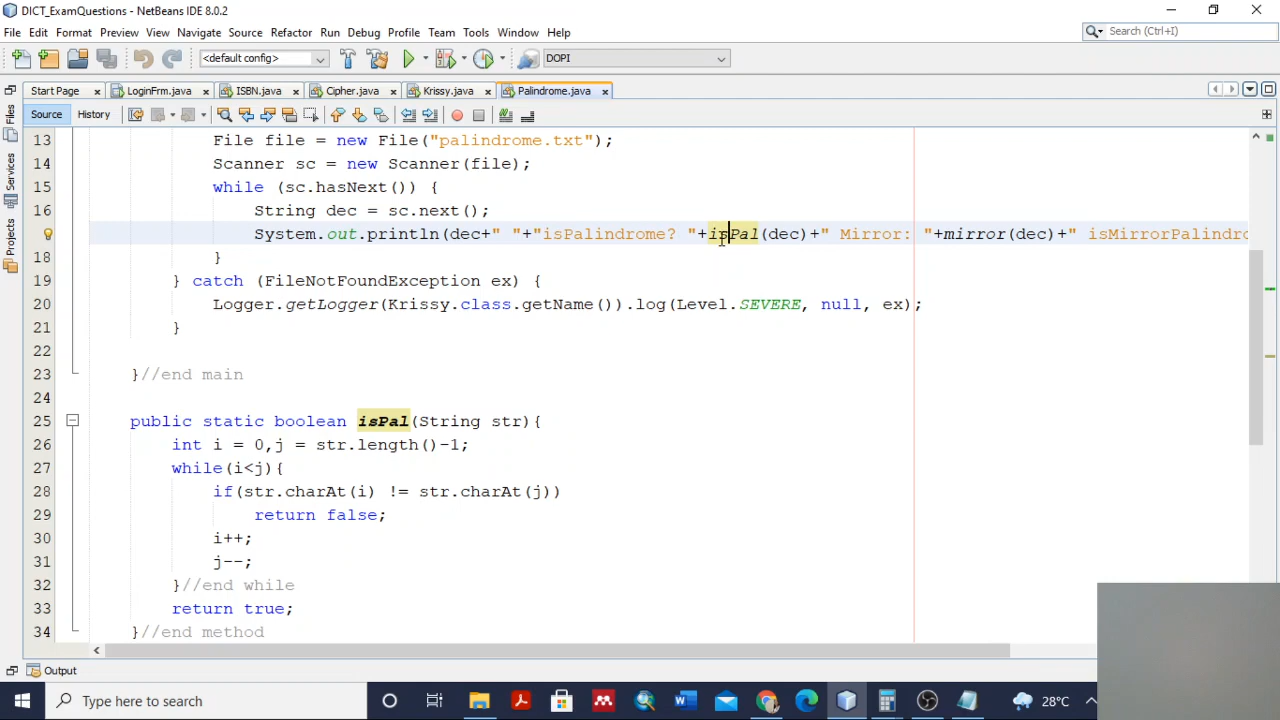 DICT_ExamQuestions - NetBeans IDE 8.0.2
File Edit Format Preview View Navigate Source Refactor Run Debug Profile Team Tools Window Help
Search (Ctrl+I)
<default config>
DOPI
Start Page LoginFrm.java ISBN.java Cipher.java Krissy.java Palindrome.java
Source History
Files
Services
Projects
13 File file = new File("palindrome.txt");
14 Scanner sc = new Scanner(file);
15 while (sc.hasNext()) {
16 String dec = sc.next();
System.out.println(dec+" "+"isPalindrome? "+isPal(dec)+" Mirror: "+mirror(dec)+" isMirrorPalindro
18 }
19 } catch (FileNotFoundException ex) {
20 Logger.getLogger(Krissy.class.getName()).log(Level.SEVERE, null, ex);
21 }
22
23 }//end main
24
25 public static boolean isPal(String str){
26 int i = 0,j = str.length()-1;
27 while(i<j){
28 if(str.charAt(i) != str.charAt(j))
29 return false;
30 i++;
31 j--;
32 }//end while
33 return true;
34 }//end method
Output
Type here to search
28°C